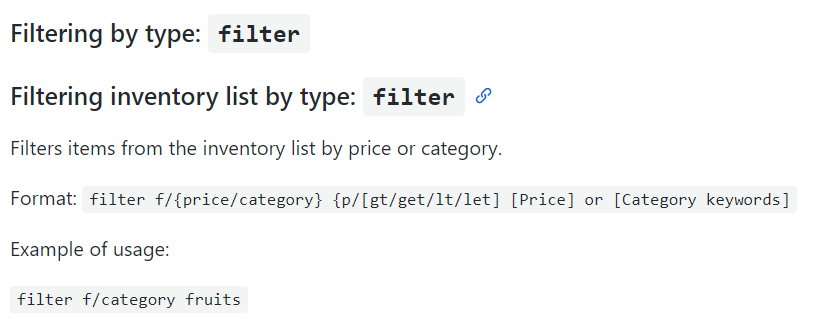 Filtering by type: filter
Filtering inventory list by type: filter
Filters items from the inventory list by price or category.
Format: filter f/{price/category} {p/[gt/get/lt/let] [Price] or [Category keywords]
Example of usage:
filter f/category fruits